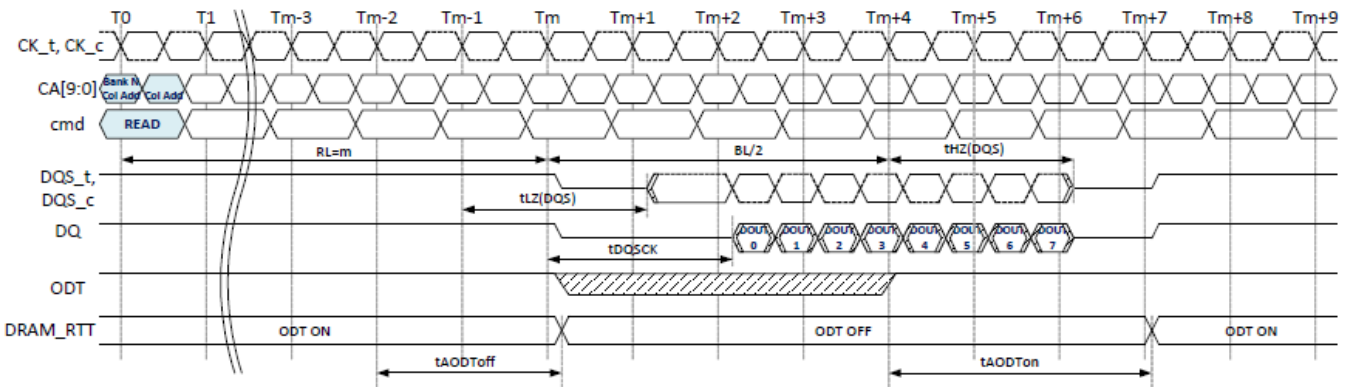 T0 T1 Tm-3 Tm-2 Tm-1 Tm Tm+1 Tm+2 Tm+3 Tm+4 Tm+5 Tm+6 Tm+7 Tm+8 Tm+9
CK_t, CK_c
CA[9:0] Bank N Col Add Col Add
cmd READ
RL=m BL/2 tHZ(DQS)
DQS_t,
DQS_c
tLZ(DQS)
DQ DOUT 0 DOUT 1 DOUT 2 DOUT 3 DOUT 4 DOUT 5 DOUT 6 DOUT 7
tDQSCK
ODT
DRAM_RTT ODT ON ODT OFF ODT ON
tAODToff tAODTon